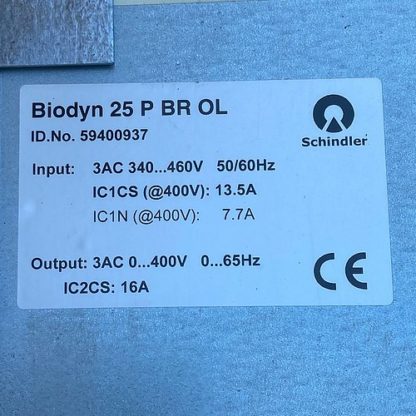 Biodyn 25 P BR OL
ID.No. 59400937
Schindler
Input: 3AC 340...460V 50/60Hz
IC1CS (@400V): 13.5A
IC1N (@400V): 7.7A
Output: 3AC 0...400V 0...65Hz
IC2CS: 16A
CE